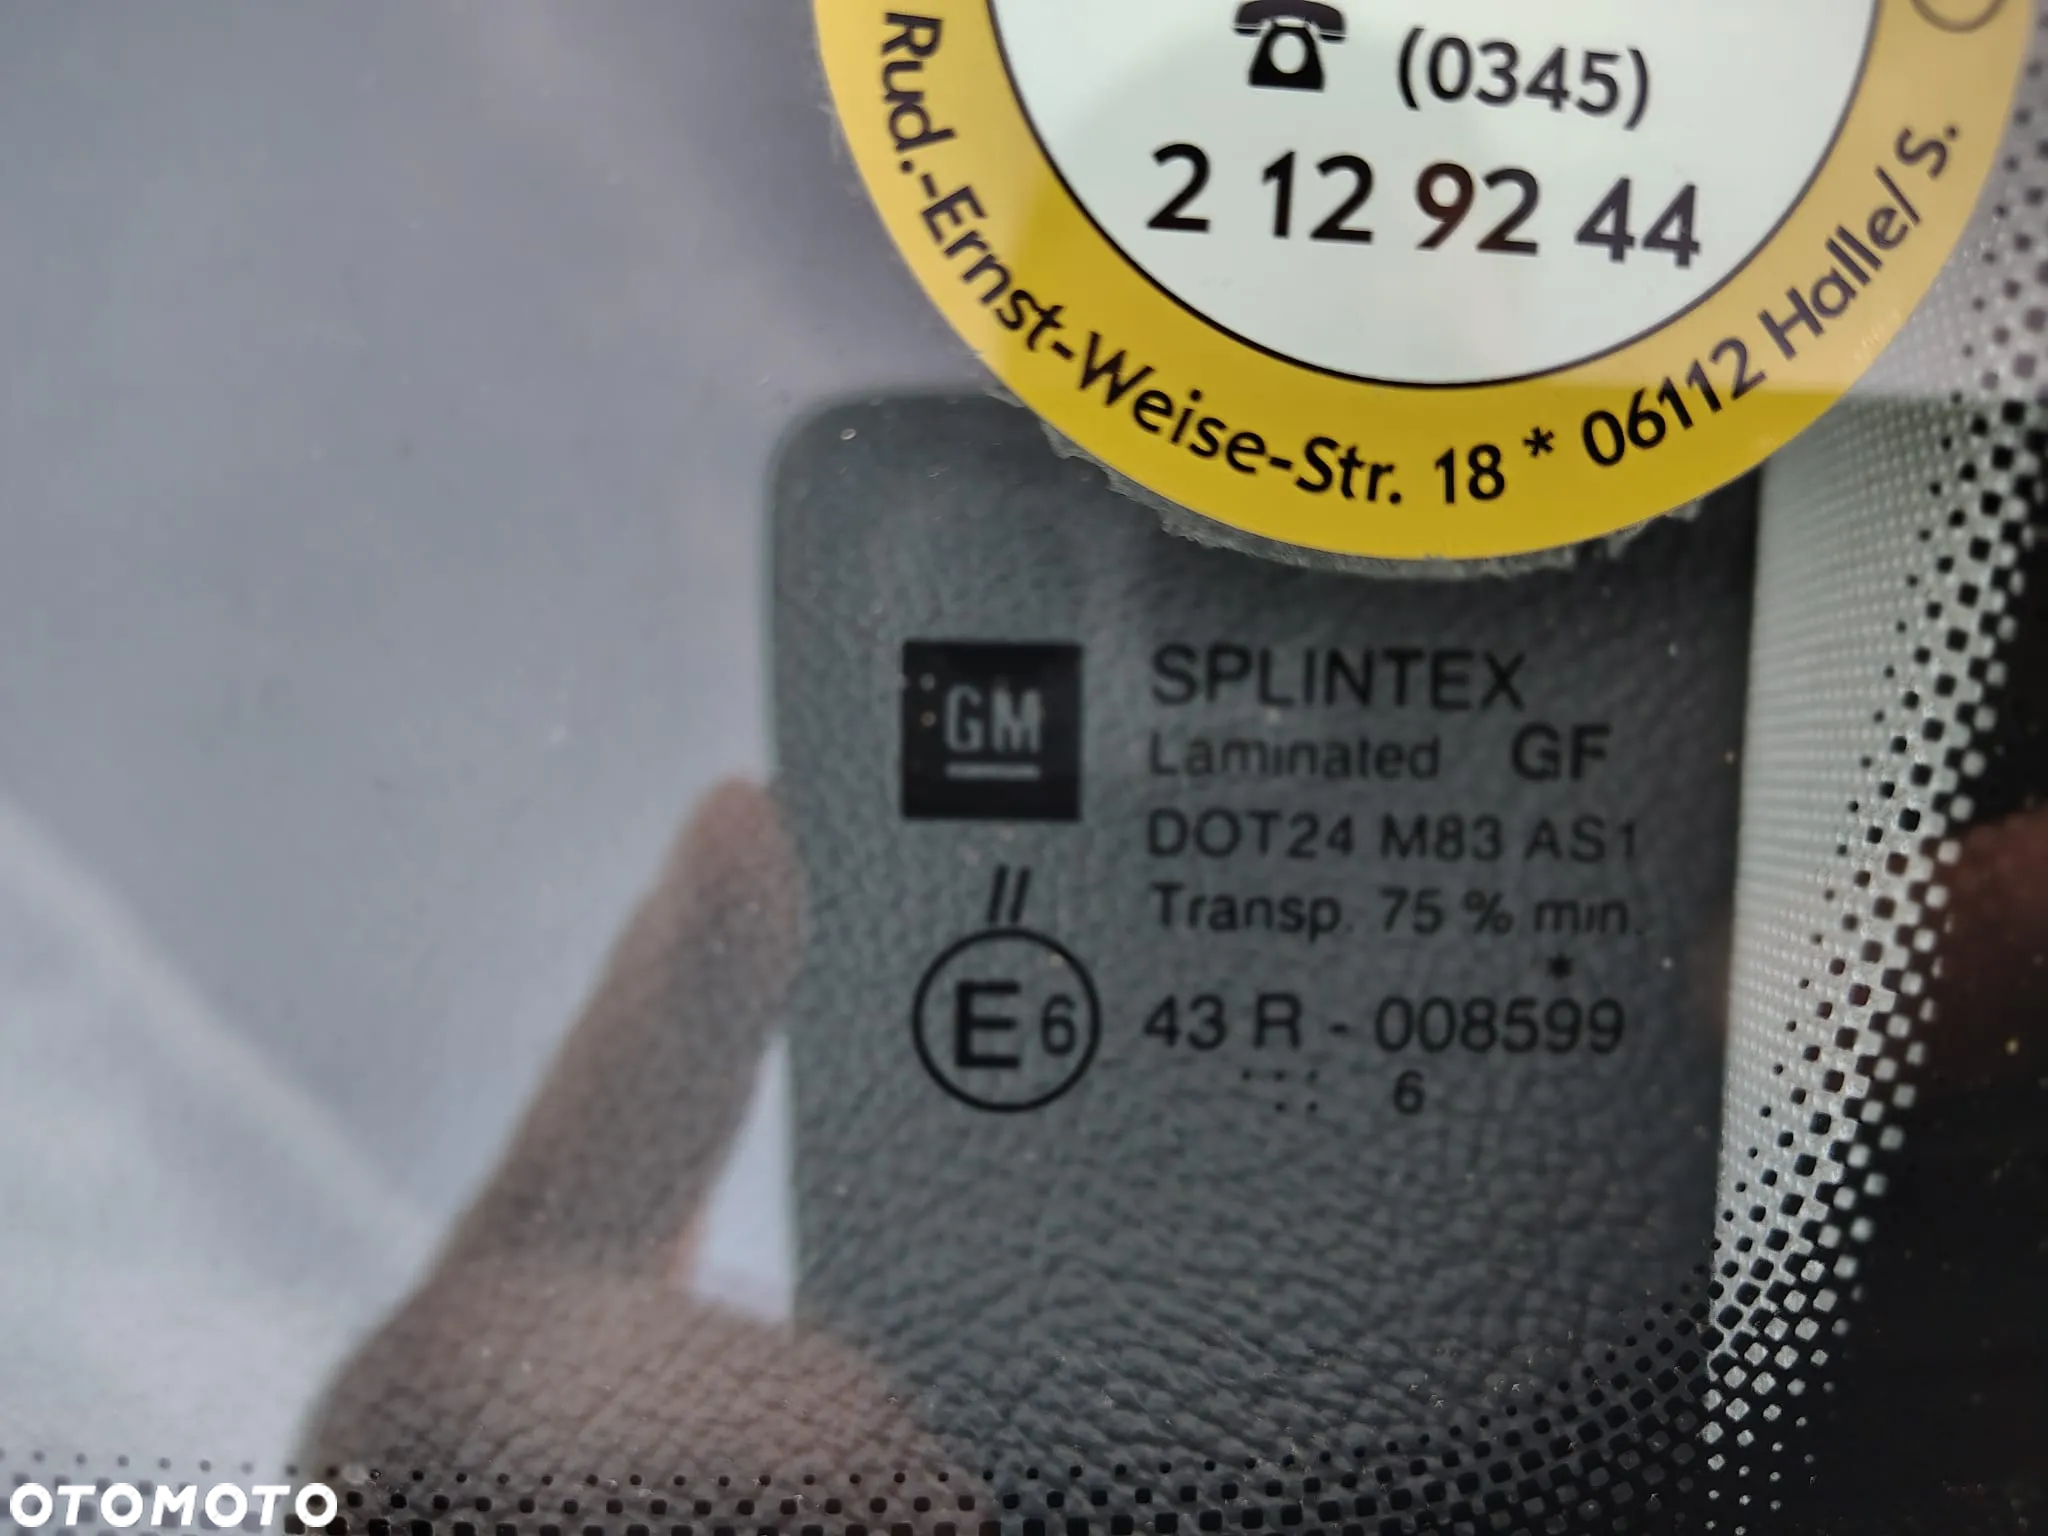 ☎ (0345)
2 12 92 44
Rud.-Ernst-Weise-Str. 18 * 06112 Halle/ S.
GM
SPLINTEX
Laminated GF
DOT24 M83 AS1
Transp. 75 % min.
//
*
E6 43 R - 008599
6
OTOMOTO